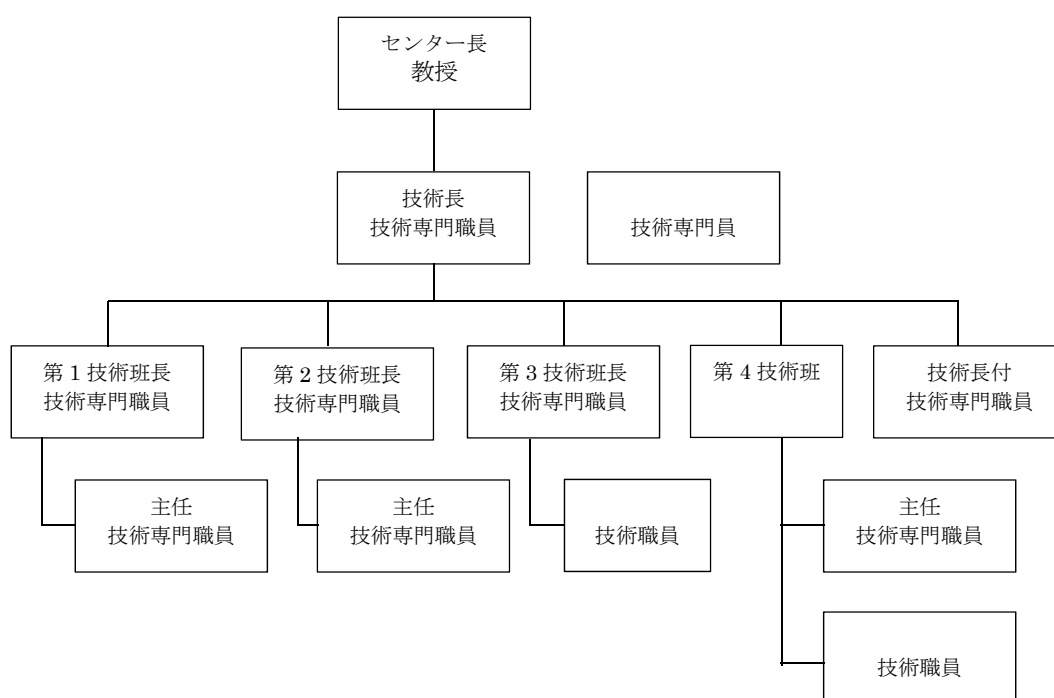 センター長
教授
技術長
技術専門職員
技術専門員
第1技術班長
技術専門職員
第2技術班長
技術専門職員
第3技術班長
技術専門職員
第4技術班
技術長付
技術専門職員
主任
技術専門職員
主任
技術専門職員
技術職員
主任
技術専門職員
技術職員